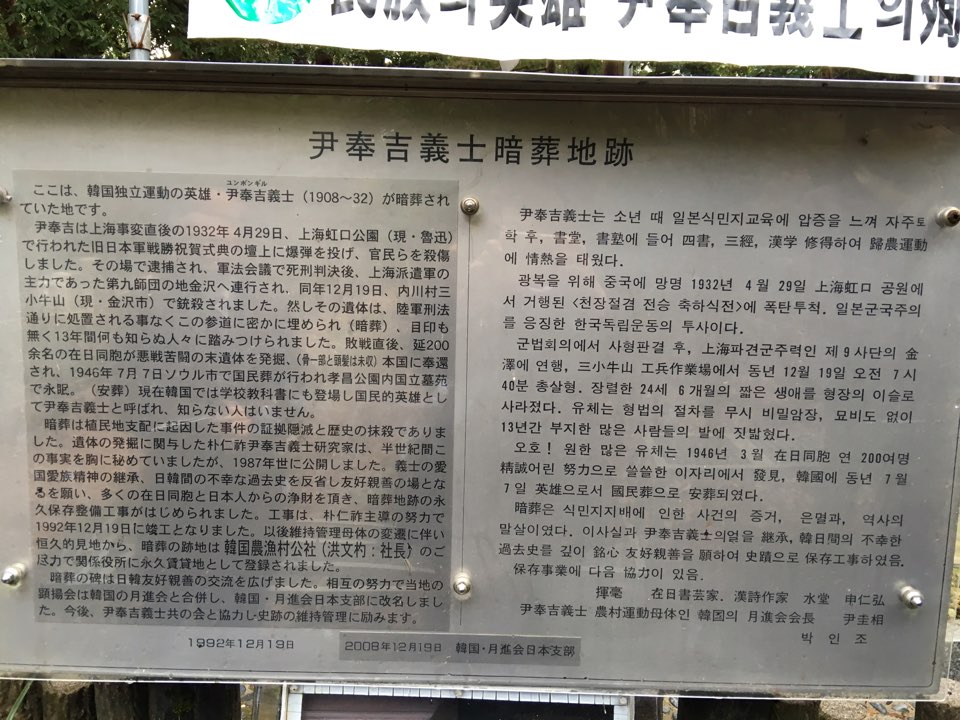 民族의英雄 尹奉吉義士의殉
尹奉吉義士暗葬地跡
ユンボンギル
ここは、韓国独立運動の英雄・尹奉吉義士（1908〜32）が暗葬され
ていた地です。
尹奉吉は上海事変直後の1932年 4月29日、上海虹口公園（現・魯迅）
で行われた旧日本軍戦勝祝賀式典の壇上に爆弾を投げ、官民らを殺傷
しました。その場で逮捕され、軍法会議で死刑判決後、上海派遣軍の
主力であった第九師団の地金沢へ連行され、同年12月19日、内川村三
小牛山（現・金沢市）で銃殺されました。然しその遺体は、陸軍刑法
通りに処置される事なくこの参道に密かに埋められ（暗葬）、目印も
無く13年間何も知らぬ人々に踏みつけられました。敗戦直後、延200
余名の在日同胞が悪戦苦闘の末遺体を発掘、（骨一部と頭髪は未収）本国に奉還
され、1946年 7月 7日ソウル市で国民葬が行われ孝昌公園内国立墓苑
で永眠。（安葬）現在韓国では学校教科書にも登場し国民的英雄とし
て尹奉吉義士と呼ばれ、知らない人はいません。
暗葬は植民地支配に起因した事件の証拠隠滅と歴史の抹殺でありま
した。遺体の発掘に関与した朴仁祚尹奉吉義士研究家は、半世紀間こ
の事実を胸に秘めていましたが、1987年世に公開しました。義士の愛
国愛族精神の継承、日韓間の不幸な過去史を反省し友好親善の場とな
るを願い、多くの在日同胞と日本人からの浄財を頂き、暗葬地跡の永
久保存整備工事がはじめられました。工事は、朴仁祚主導の努力で
1992年12月19日に竣工となりました。以後維持管理母体の変遷に伴い
恒久的見地から、暗葬の跡地は韓国農漁村公社（洪文杓：社長）のご
尽力で関係役所に永久賃貸地として登録されました。
暗葬の碑は日韓友好親善の交流を広げました。相互の努力で当地の
顕揚会は韓国の月進会と合併し、韓国・月進会日本支部に改名しまし
た。今後、尹奉吉義士共の会と協力し史跡の維持管理に励みます。
1992年12月19日
2008年12月19日 韓国・月進会日本支部
尹奉吉義士는 소년 때 일본식민지교육에 압증을 느껴 자주토
학 후, 書堂, 書塾에 들어 四書, 三經, 漢学 修得하여 歸農運動
에 情熱을 태웠다.
광복을 위해 중국에 망명 1932년 4월 29일 상해虹口 공원에
서 거행된 <천장절겸 전승 축하식전>에 폭탄투척. 일본군국주의
를 응징한 한국독립운동의 투사이다.
군법회의에서 사형판결 후, 上海파견군주력인 제9사단의 金
澤에 연행, 三小牛山 工兵作業場에서 동년 12월 19일 오전 7시
40분 총살형. 장렬한 24세 6개월의 짧은 생애를 형장의 이슬로
사라졌다. 유체는 형법의 절차를 무시 비밀암장, 묘비도 없이
13년간 부지한 많은 사람들의 발에 짓밟혔다.
오호! 원한 많은 유체는 1946년 3월 在日同胞 연 200여명
精誠어린 努力으로 쓸쓸한 이자리에서 發見, 韓國에 동년 7월
7일 英雄으로서 國民葬으로 安葬되였다.
暗葬은 식민지지배에 인한 사건의 증거, 은멸과, 역사의
말살이였다. 이사실과 尹奉吉義士의얼을 継承, 韓日間의 不幸한
過去史를 깊이 銘心 友好親善을 願하여 史蹟으로 保存工事하였음.
保存事業에 다음 協力이 있음.
揮毫 在日書芸家. 漢詩作家 水堂 申仁弘
尹奉吉義士 農村運動母体인 韓国의 月進会会長 尹圭相
박 인 조